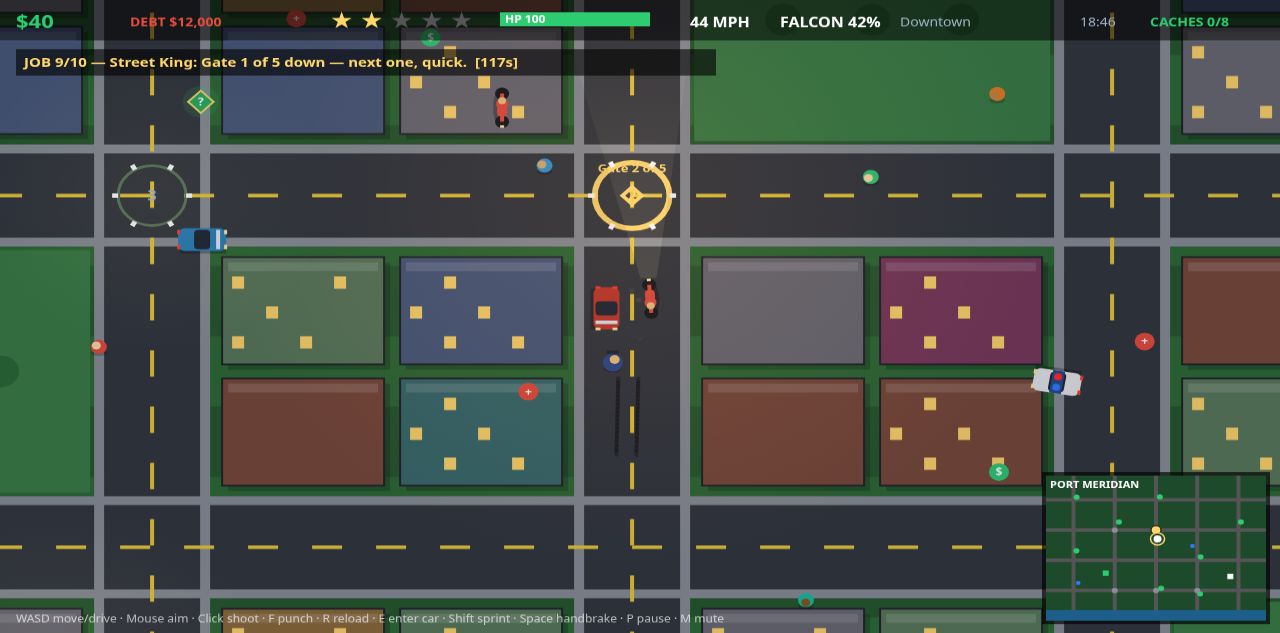 $40 DEBT $12,000 HP 100 44 MPH FALCON 42% Downtown 18:46 CACHES 0/8
JOB 9/10 — Street King: Gate 1 of 5 down — next one, quick. [117s]
$
?
Gate 2 of 5
$
PORT MERIDIAN
WASD move/drive · Mouse aim · Click shoot · F punch · R reload · E enter car · Shift sprint · Space handbrake · P pause · M mute